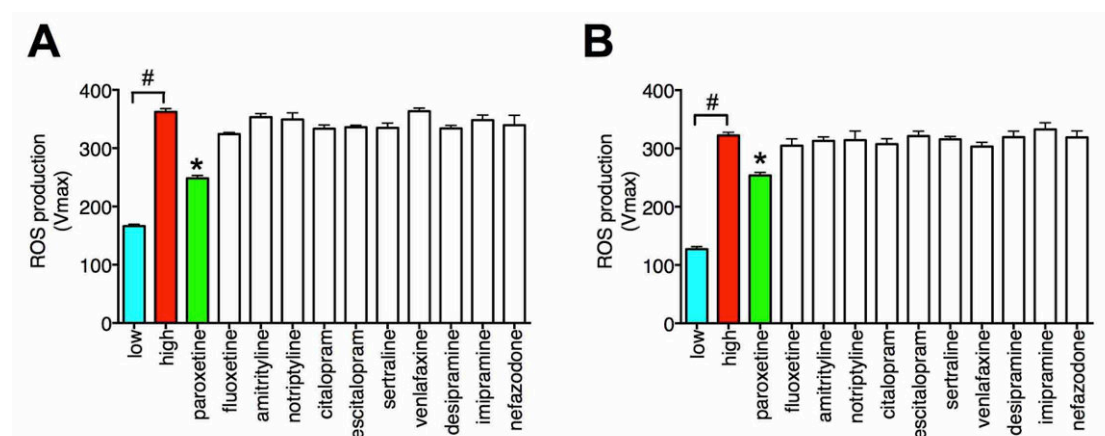 A
ROS production
(Vmax)
400
300
200
100
0
#
*
low
high
paroxetine
fluoxetine
amitrityline
notriptyline
citalopram
escitalopram
sertraline
venlafaxine
desipramine
imipramine
nefazodone
B
ROS production
(Vmax)
400
300
200
100
0
#
*
low
high
paroxetine
fluoxetine
amitrityline
notriptyline
citalopram
escitalopram
sertraline
venlafaxine
desipramine
imipramine
nefazodone